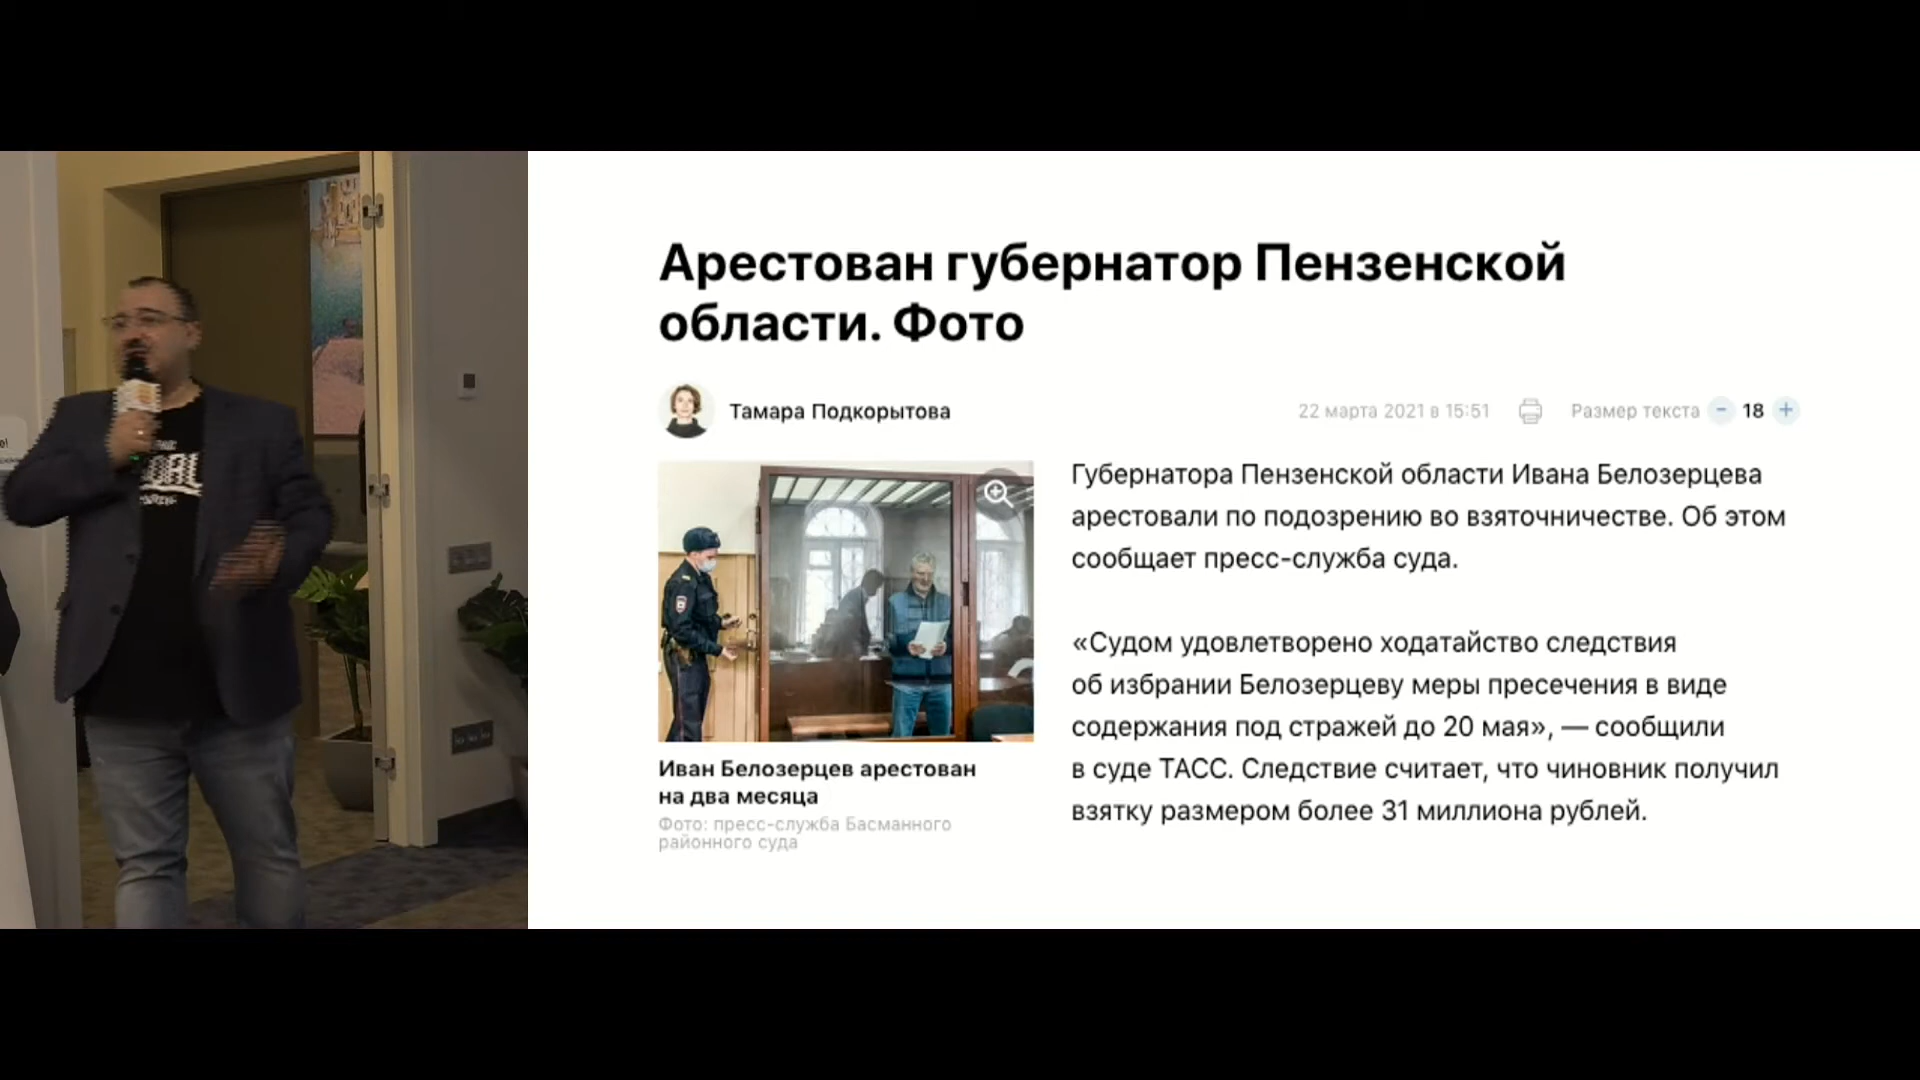 Арестован губернатор Пензенской
области. Фото
Тамара Подкорытова
22 марта 2021 в 15:51
Размер текста - 18 +
Губернатора Пензенской области Ивана Белозерцева
арестовали по подозрению во взяточничестве. Об этом
сообщает пресс-служба суда.
«Судом удовлетворено ходатайство следствия
об избрании Белозерцеву меры пресечения в виде
содержания под стражей до 20 мая», — сообщили
в суде ТАСС. Следствие считает, что чиновник получил
взятку размером более 31 миллиона рублей.
Иван Белозерцев арестован
на два месяца
Фото: пресс-служба Басманного
районного суда